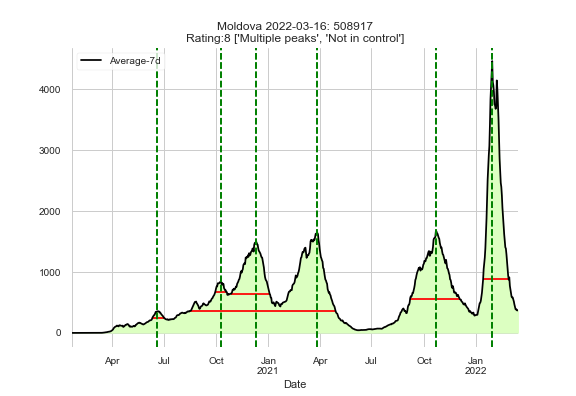 Moldova 2022-03-16: 508917
Rating:8 ['Multiple peaks', 'Not in control']
Average-7d
4000
3000
2000
1000
0
Apr Jul Oct Jan Apr Jul Oct Jan
2021 2022
Date